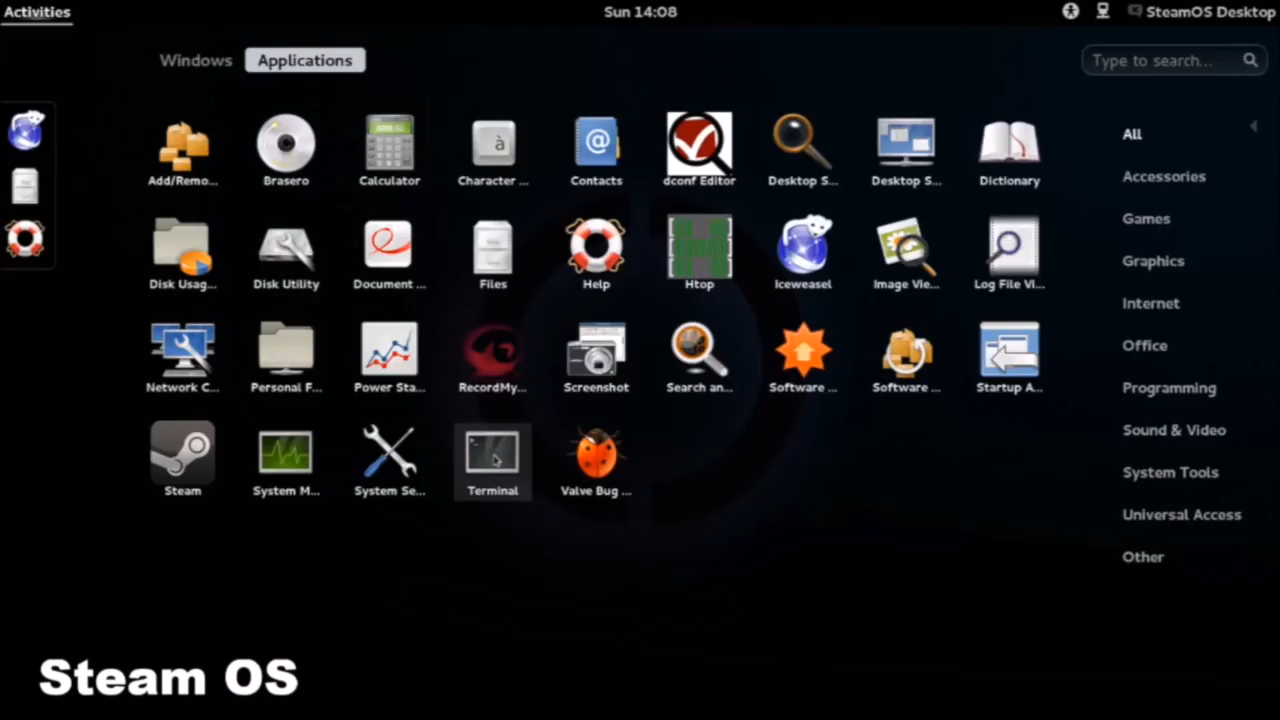 Activities Sun 14:08 SteamOS Desktop
Windows Applications Type to search...
Add/Remo... Brasero Calculator Character ... Contacts dconf Editor Desktop S... Desktop S... Dictionary
Disk Usag... Disk Utility Document ... Files Help Htop Iceweasel Image Vie... Log File Vi...
Network C... Personal F... Power Sta... RecordMy... Screenshot Search an... Software ... Software ... Startup A...
Steam System M... System Se... Terminal Valve Bug ...
All
Accessories
Games
Graphics
Internet
Office
Programming
Sound & Video
System Tools
Universal Access
Other
Steam OS